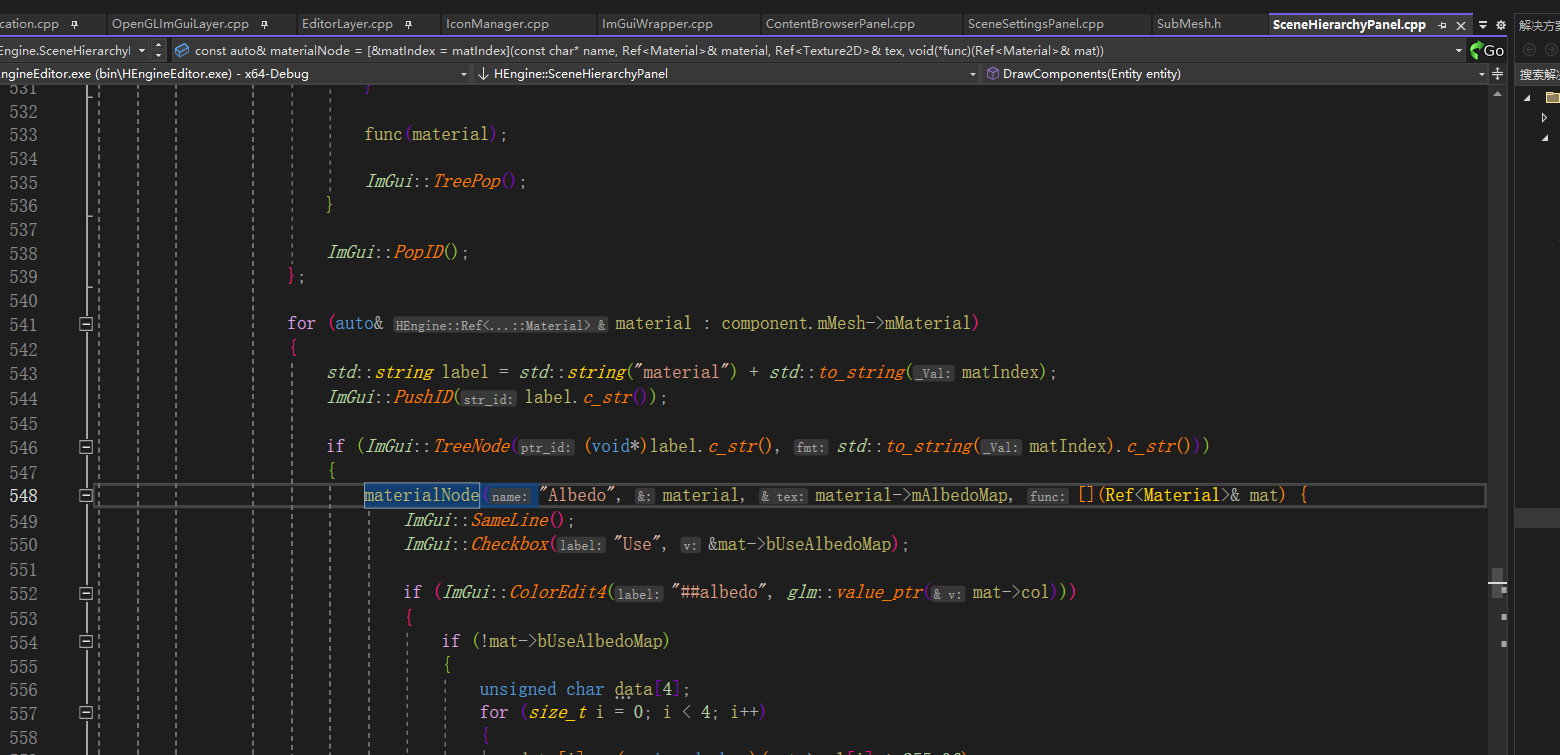 cation.cpp OpenGLImGuiLayer.cpp EditorLayer.cpp IconManager.cpp ImGuiWrapper.cpp ContentBrowserPanel.cpp SceneSettingsPanel.cpp SubMesh.h SceneHierarchyPanel.cpp 解决方案
Engine.SceneHierarchyI const auto& materialNode = [&matIndex = matIndex](const char* name, Ref<Material>& material, Ref<Texture2D>& tex, void(*func)(Ref<Material>& mat)) Go
ngineEditor.exe (bin\HEngineEditor.exe) - x64-Debug HEngine::SceneHierarchyPanel DrawComponents(Entity entity) 搜索解决
531 }
532
533 func(material);
534
535 ImGui::TreePop();
536 }
537
538 ImGui::PopID();
539 };
540
541 for (auto& HEngine::Ref<...::Material> & material : component.mMesh->mMaterial)
542 {
543 std::string label = std::string("material") + std::to_string(_Val: matIndex);
544 ImGui::PushID(str_id: label.c_str());
545
546 if (ImGui::TreeNode(ptr_id: (void*)label.c_str(), fmt: std::to_string(_Val: matIndex).c_str()))
547 {
548 materialNode(name: "Albedo", &: material, & tex: material->mAlbedoMap, func: [](Ref<Material>& mat) {
549 ImGui::SameLine();
550 ImGui::Checkbox(label: "Use", v: &mat->bUseAlbedoMap);
551
552 if (ImGui::ColorEdit4(label: "##albedo", glm::value_ptr(& v: mat->col)))
553 {
554 if (!mat->bUseAlbedoMap)
555 {
556 unsigned char data[4];
557 for (size_t i = 0; i < 4; i++)
558 {